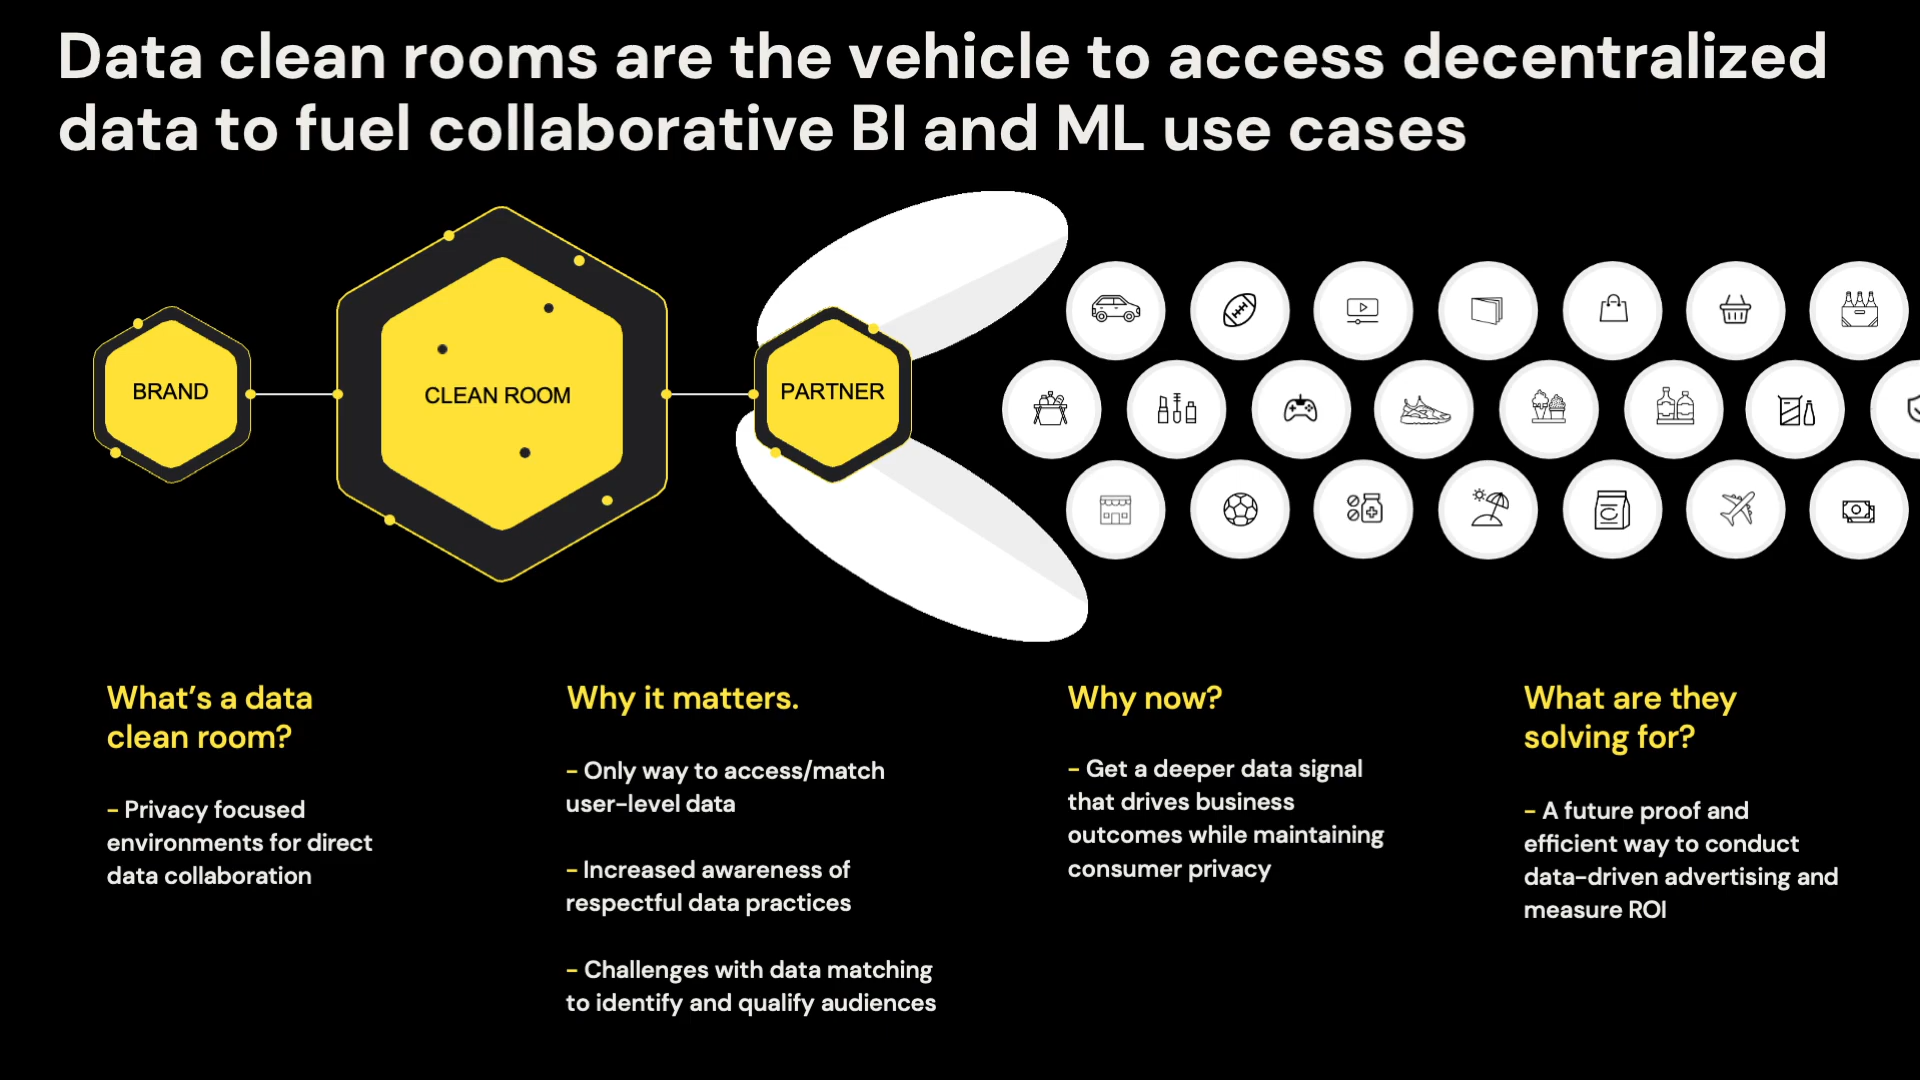 Data clean rooms are the vehicle to access decentralized
data to fuel collaborative BI and ML use cases
BRAND
CLEAN ROOM
PARTNER
What's a data
clean room?
– Privacy focused
environments for direct
data collaboration
Why it matters.
– Only way to access/match
user-level data
– Increased awareness of
respectful data practices
– Challenges with data matching
to identify and qualify audiences
Why now?
– Get a deeper data signal
that drives business
outcomes while maintaining
consumer privacy
What are they
solving for?
– A future proof and
efficient way to conduct
data-driven advertising and
measure ROI